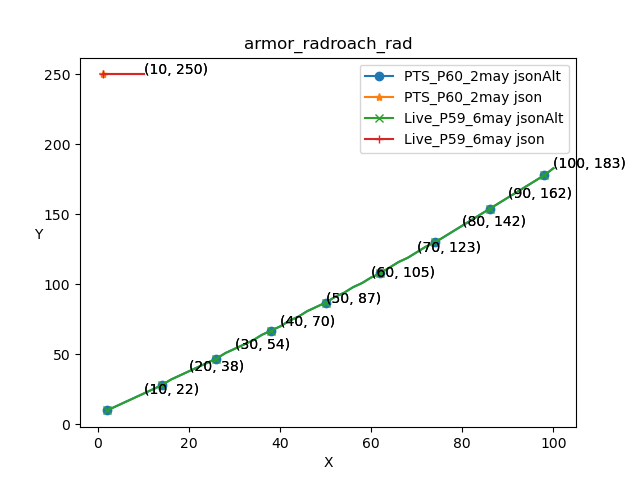 armor_radroach_rad
(10, 250)
PTS_P60_2may jsonAlt
PTS_P60_2may json
Live_P59_6may jsonAlt
Live_P59_6may json
(100, 183)
(90, 162)
(80, 142)
(70, 123)
(60, 105)
(50, 87)
(40, 70)
(30, 54)
(20, 38)
(10, 22)
250
200
150
100
50
0
Y
0 20 40 60 80 100
X